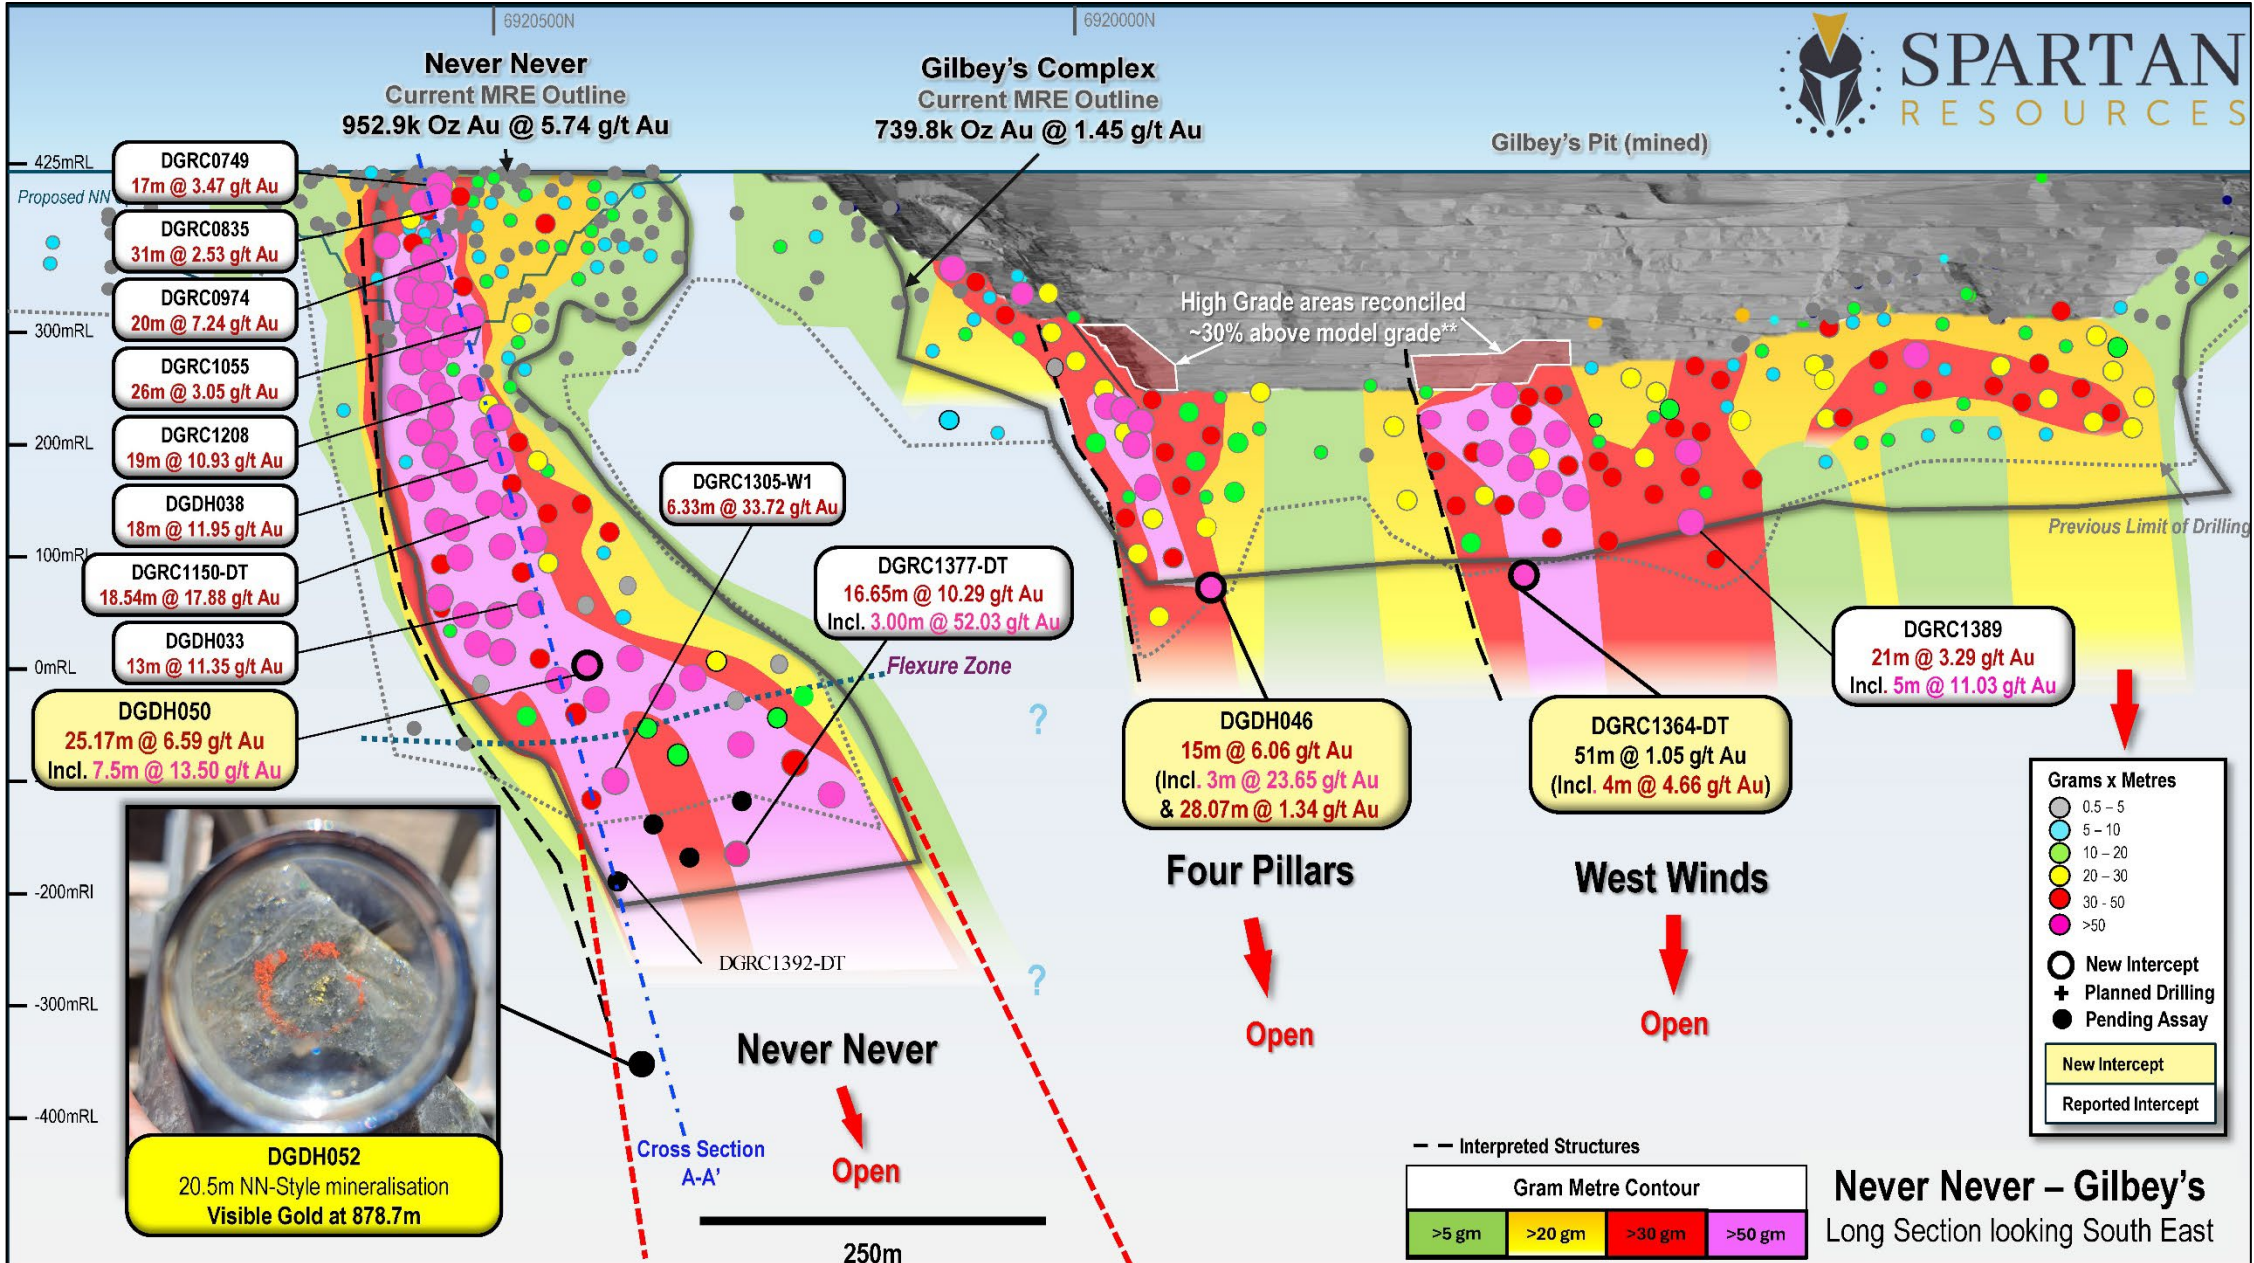 6920500N
6920000N
SPARTAN
RESOURCES
Never Never
Current MRE Outline
952.9k Oz Au @ 5.74 g/t Au
Gilbey's Complex
Current MRE Outline
739.8k Oz Au @ 1.45 g/t Au
Gilbey's Pit (mined)
425mRL
Proposed NN
DGRC0749
17m @ 3.47 g/t Au
DGRC0835
31m @ 2.53 g/t Au
DGRC0974
20m @ 7.24 g/t Au
300mRL
High Grade areas reconciled
~30% above model grade**
DGRC1055
26m @ 3.05 g/t Au
DGRC1208
19m @ 10.93 g/t Au
200mRL
DGDH038
18m @ 11.95 g/t Au
DGRC1305-W1
6.33m @ 33.72 g/t Au
Previous Limit of Drilling
100mRL
DGRC1150-DT
18.54m @ 17.88 g/t Au
DGRC1377-DT
16.65m @ 10.29 g/t Au
Incl. 3.00m @ 52.03 g/t Au
DGDH033
13m @ 11.35 g/t Au
DGRC1389
21m @ 3.29 g/t Au
Incl. 5m @ 11.03 g/t Au
0mRL
Flexure Zone
DGDH050
25.17m @ 6.59 g/t Au
Incl. 7.5m @ 13.50 g/t Au
?
DGDH046
15m @ 6.06 g/t Au
(Incl. 3m @ 23.65 g/t Au
& 28.07m @ 1.34 g/t Au
DGRC1364-DT
51m @ 1.05 g/t Au
(Incl. 4m @ 4.66 g/t Au)
Grams x Metres
0.5 – 5
5 – 10
10 – 20
20 – 30
30 - 50
>50
New Intercept
Planned Drilling
Pending Assay
New Intercept
Reported Intercept
Four Pillars
West Winds
-200mRl
DGRC1392-DT
?
-300mRL
Open
Open
Never Never
-400mRL
Cross Section
A-A'
Open
DGDH052
20.5m NN-Style mineralisation
Visible Gold at 878.7m
250m
Interpreted Structures
Gram Metre Contour
>5 gm
>20 gm
>30 gm
>50 gm
Never Never – Gilbey's
Long Section looking South East